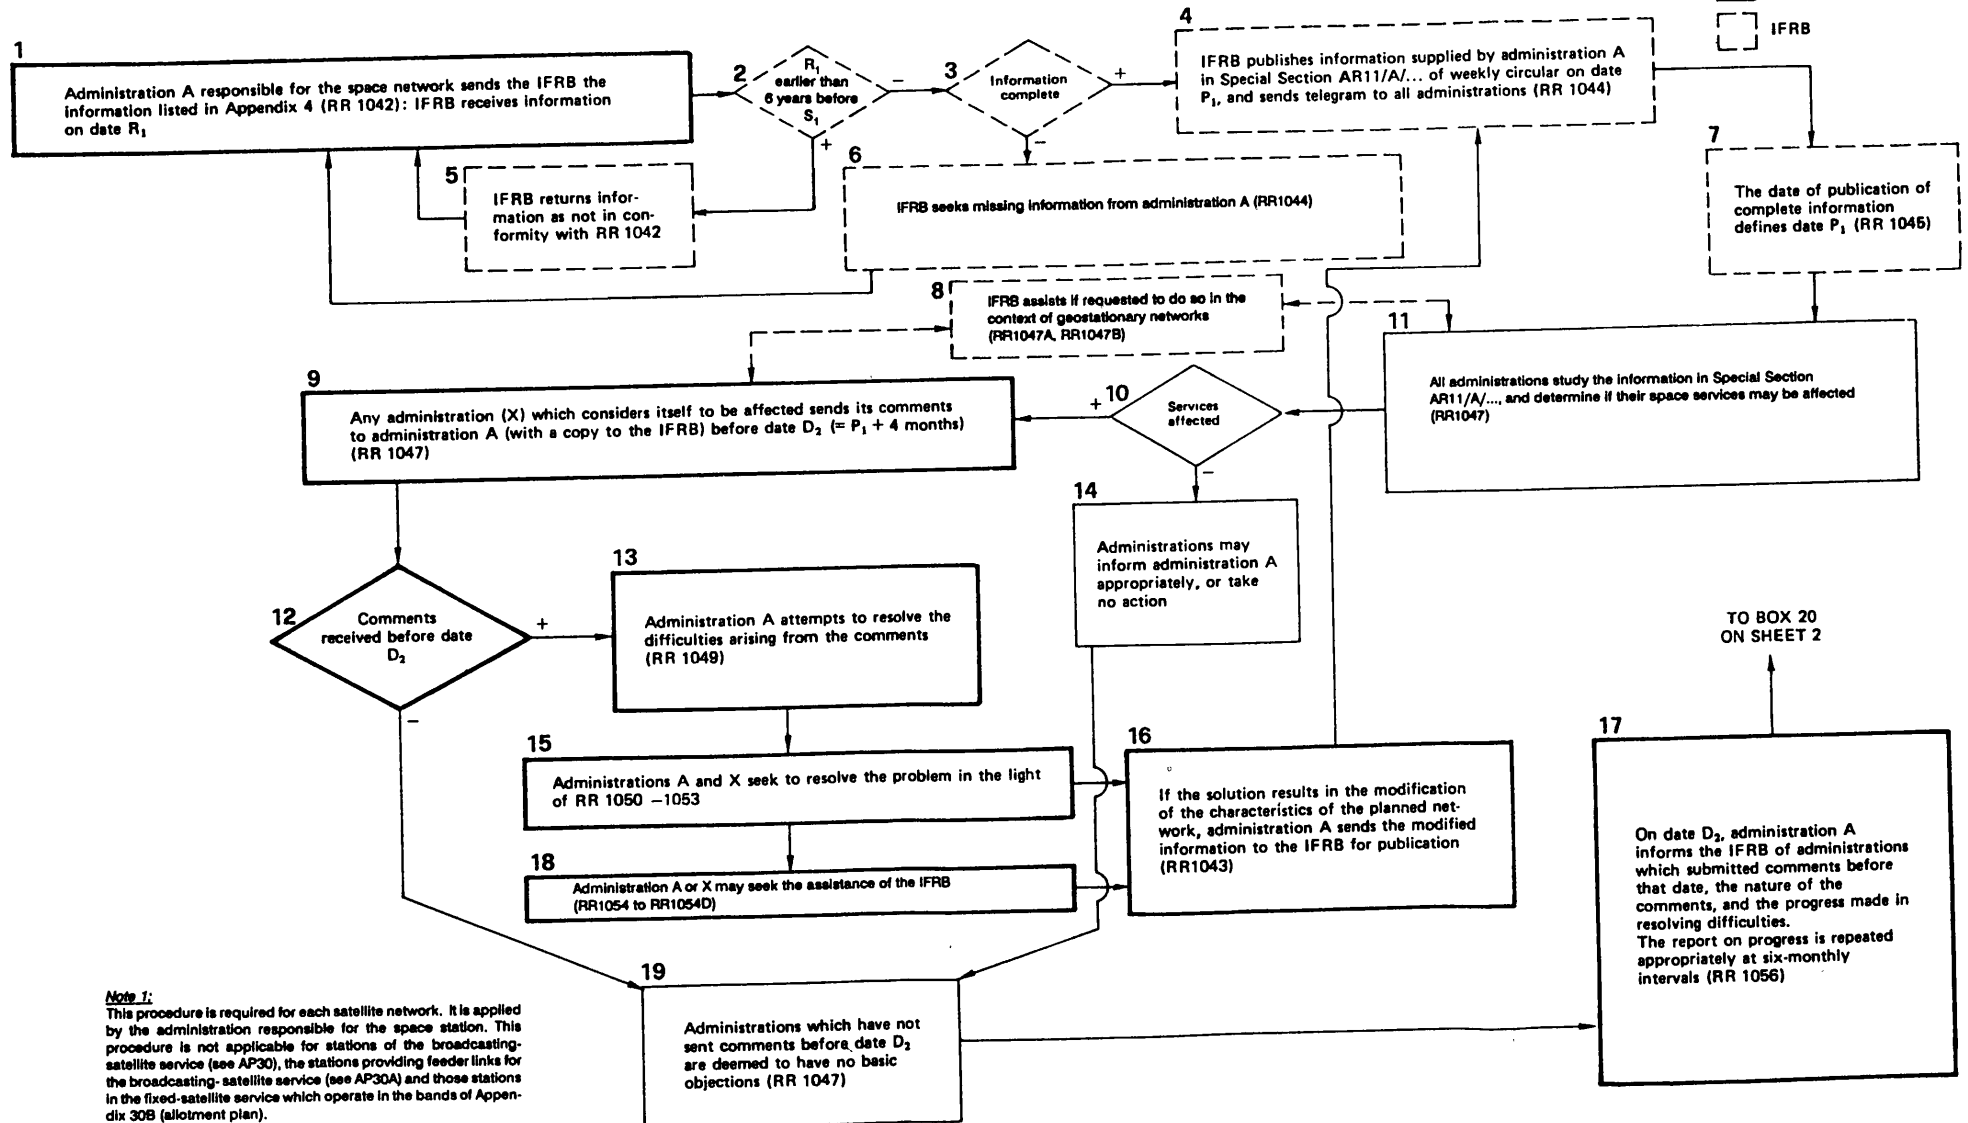 IFRB
1
Administration A responsible for the space network sends the IFRB the
information listed in Appendix 4 (RR 1042): IFRB receives information
on date R₁
2
R₁
earlier than
6 years before
S₁
−
+
3
Information
complete
+
−
4
IFRB publishes information supplied by administration A
in Special Section AR11/A/... of weekly circular on date
P₁, and sends telegram to all administrations (RR 1044)
5
IFRB returns infor-
mation as not in con-
formity with RR 1042
6
IFRB seeks missing information from administration A (RR1044)
7
The date of publication of
complete information
defines date P₁ (RR 1045)
8
IFRB assists if requested to do so in the
context of geostationary networks
(RR1047A, RR1047B)
9
Any administration (X) which considers itself to be affected sends its comments
to administration A (with a copy to the IFRB) before date D₂ (= P₁ + 4 months)
(RR 1047)
+
10
Services
affected
−
11
All administrations study the information in Special Section
AR11/A/..., and determine if their space services may be affected
(RR1047)
12
Comments
received before date
D₂
+
−
13
Administration A attempts to resolve the
difficulties arising from the comments
(RR 1049)
14
Administrations may
inform administration A
appropriately, or take
no action
15
Administrations A and X seek to resolve the problem in the light
of RR 1050 −1053
16
If the solution results in the modification
of the characteristics of the planned net-
work, administration A sends the modified
information to the IFRB for publication
(RR1043)
TO BOX 20
ON SHEET 2
17
On date D₂, administration A
informs the IFRB of administrations
which submitted comments before
that date, the nature of the
comments, and the progress made in
resolving difficulties.
The report on progress is repeated
appropriately at six-monthly
intervals (RR 1056)
18
Administration A or X may seek the assistance of the IFRB
(RR1054 to RR1054D)
19
Administrations which have not
sent comments before date D₂
are deemed to have no basic
objections (RR 1047)
Note 1:
This procedure is required for each satellite network. It is applied
by the administration responsible for the space station. This
procedure is not applicable for stations of the broadcasting-
satellite service (see AP30), the stations providing feeder links for
the broadcasting- satellite service (see AP30A) and those stations
in the fixed-satellite service which operate in the bands of Appen-
dix 30B (allotment plan).